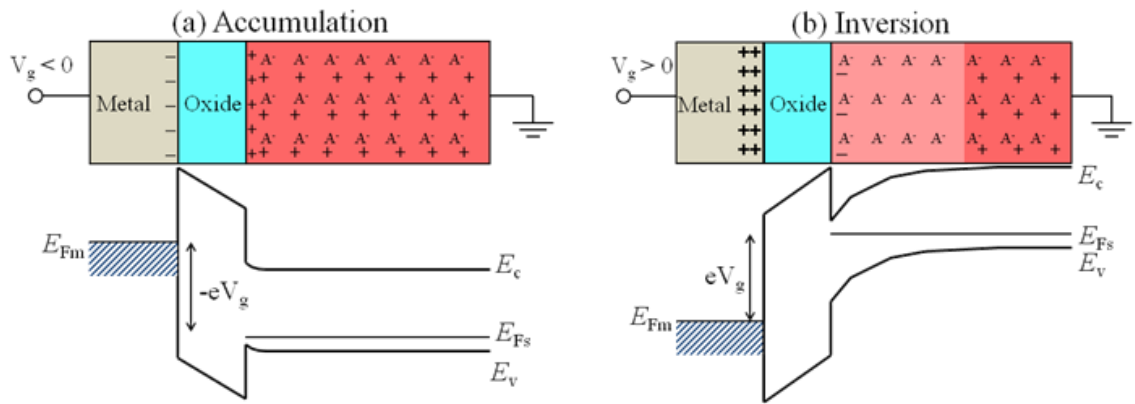 (a) Accumulation
V_g < 0
− + A⁻ A⁻ A⁻ A⁻ A⁻ A⁻ A⁻
− + + + + + + + +
Metal Oxide
− + A⁻ A⁻ A⁻ A⁻ A⁻ A⁻ A⁻
− + + + + + + + +
− + A⁻ A⁻ A⁻ A⁻ A⁻ A⁻ A⁻
− ++ + + + + + + +
E_Fm
-eV_g
E_c
E_Fs
E_v
(b) Inversion
V_g > 0
++ A⁻ A⁻ A⁻ A⁻ A⁻ A⁻ A⁻
++ − + + +
Metal Oxide
++ A⁻ A⁻ A⁻ A⁻ A⁻ A⁻ A⁻
++ − + + +
++ A⁻ A⁻ A⁻ A⁻ A⁻ A⁻ A⁻
++ − + + +
E_c
E_Fs
E_v
eV_g
E_Fm